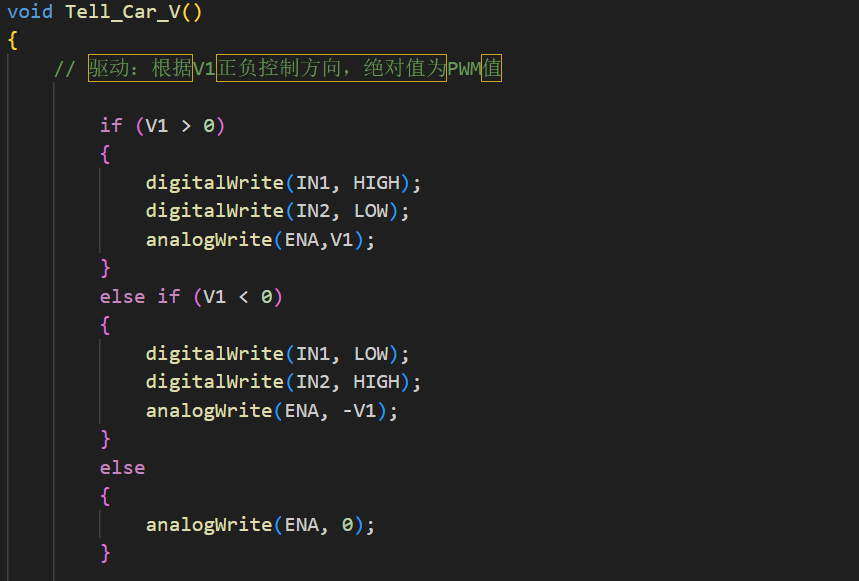 void Tell_Car_V()
{
// 驱动：根据V1正负控制方向，绝对值为PWM值
if (V1 > 0)
{
digitalWrite(IN1, HIGH);
digitalWrite(IN2, LOW);
analogWrite(ENA,V1);
}
else if (V1 < 0)
{
digitalWrite(IN1, LOW);
digitalWrite(IN2, HIGH);
analogWrite(ENA, -V1);
}
else
{
analogWrite(ENA, 0);
}